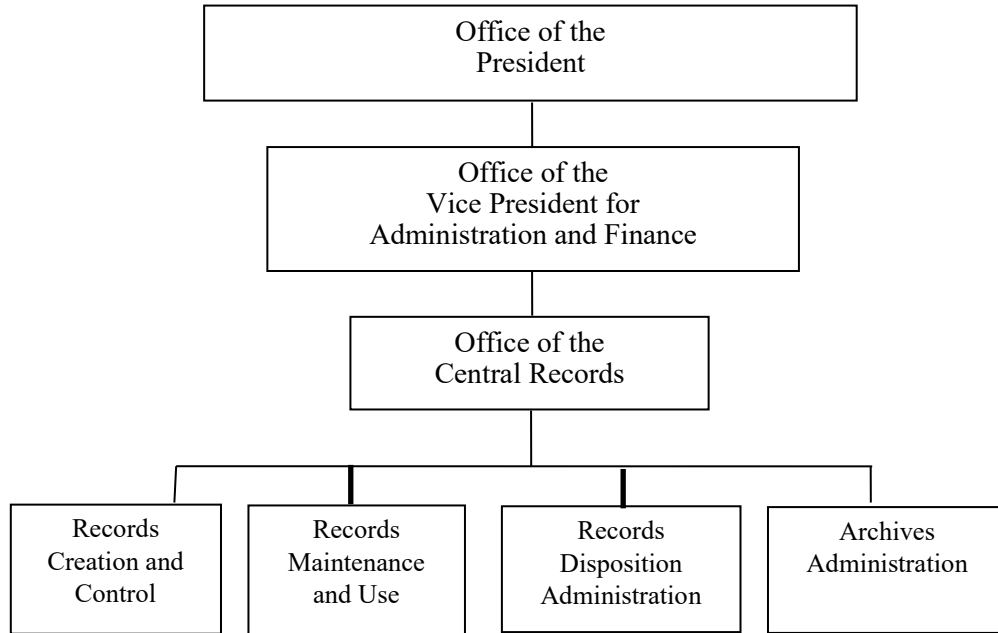 Office of the
President
Office of the
Vice President for
Administration and Finance
Office of the
Central Records
Records
Creation and
Control
Records
Maintenance
and Use
Records
Disposition
Administration
Archives
Administration